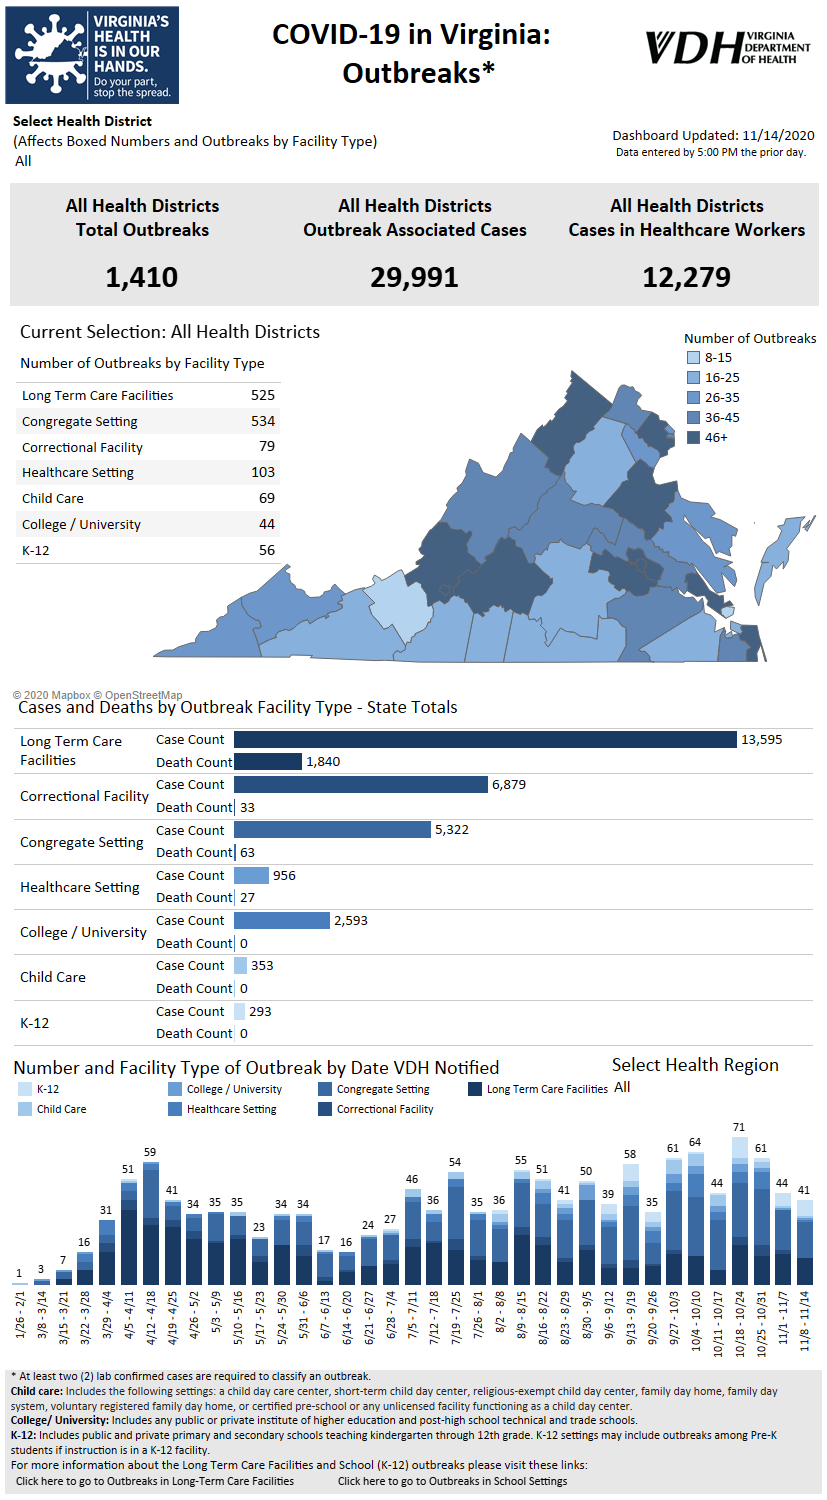 VIRGINIA'S
HEALTH
IS IN OUR
HANDS.
Do your part,
stop the spread.
COVID-19 in Virginia:
Outbreaks*
VDH VIRGINIA
DEPARTMENT
OF HEALTH
Select Health District
(Affects Boxed Numbers and Outbreaks by Facility Type)
All
Dashboard Updated: 11/14/2020
Data entered by 5:00 PM the prior day.
All Health Districts
Total Outbreaks
1,410
All Health Districts
Outbreak Associated Cases
29,991
All Health Districts
Cases in Healthcare Workers
12,279
Current Selection: All Health Districts
Number of Outbreaks by Facility Type
Long Term Care Facilities 525
Congregate Setting 534
Correctional Facility 79
Healthcare Setting 103
Child Care 69
College / University 44
K-12 56
Number of Outbreaks
8-15
16-25
26-35
36-45
46+
© 2020 Mapbox © OpenStreetMap
Cases and Deaths by Outbreak Facility Type - State Totals
Long Term Care
Facilities
Case Count 13,595
Death Count 1,840
Correctional Facility
Case Count 6,879
Death Count 33
Congregate Setting
Case Count 5,322
Death Count 63
Healthcare Setting
Case Count 956
Death Count 27
College / University
Case Count 2,593
Death Count 0
Child Care
Case Count 353
Death Count 0
K-12
Case Count 293
Death Count 0
Number and Facility Type of Outbreak by Date VDH Notified
Select Health Region
All
K-12 College / University Congregate Setting Long Term Care Facilities
Child Care Healthcare Setting Correctional Facility
1 3 7 16 31 51 59 41 34 35 35 23 34 34 17 16 24 27 46 36 54 35 36 55 51 41 50 39 58 35 61 64 44 71 61 44 41
1/26 - 2/1
3/8 - 3/14
3/15 - 3/21
3/22 - 3/28
3/29 - 4/4
4/5 - 4/11
4/12 - 4/18
4/19 - 4/25
4/26 - 5/2
5/3 - 5/9
5/10 - 5/16
5/17 - 5/23
5/24 - 5/30
5/31 - 6/6
6/7 - 6/13
6/14 - 6/20
6/21 - 6/27
6/28 - 7/4
7/5 - 7/11
7/12 - 7/18
7/19 - 7/25
7/26 - 8/1
8/2 - 8/8
8/9 - 8/15
8/16 - 8/22
8/23 - 8/29
8/30 - 9/5
9/6 - 9/12
9/13 - 9/19
9/20 - 9/26
9/27 - 10/3
10/4 - 10/10
10/11 - 10/17
10/18 - 10/24
10/25 - 10/31
11/1 - 11/7
11/8 - 11/14
* At least two (2) lab confirmed cases are required to classify an outbreak.
Child care: Includes the following settings: a child day care center, short-term child day center, religious-exempt child day center, family day home, family day
system, voluntary registered family day home, or certified pre-school or any unlicensed facility functioning as a child day center.
College/ University: Includes any public or private institute of higher education and post-high school technical and trade schools.
K-12: Includes public and private primary and secondary schools teaching kindergarten through 12th grade. K-12 settings may include outbreaks among Pre-K
students if instruction is in a K-12 facility.
For more information about the Long Term Care Facilities and School (K-12) outbreaks please visit these links:
Click here to go to Outbreaks in Long-Term Care Facilities Click here to go to Outbreaks in School Settings